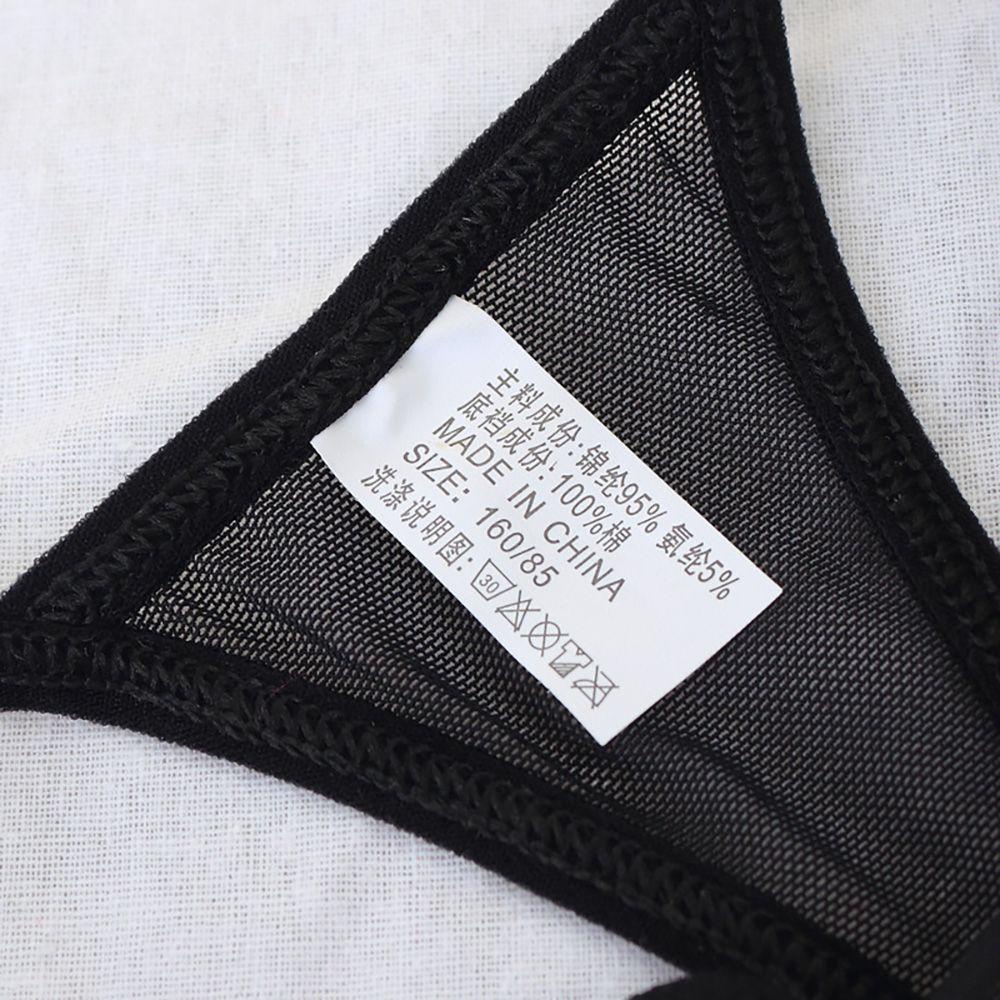 主料成份:锦纶95% 氨纶5%
底裆成份:100%棉
MADE IN CHINA
SIZE: 160/85
洗涤说明图:
30